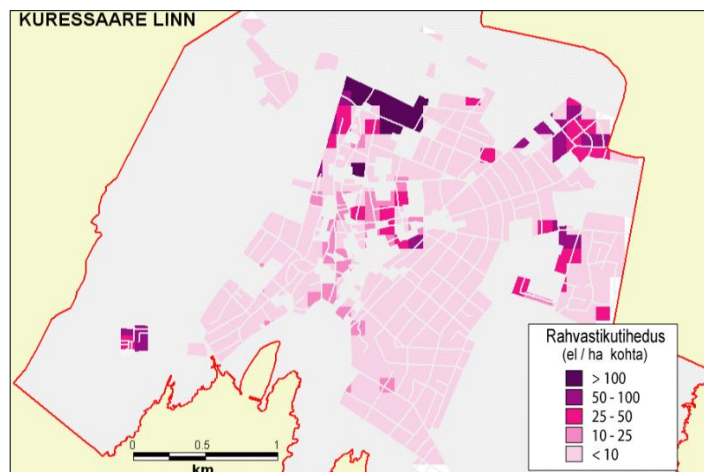 KURESSAARE LINN
Rahvastikutihedus
(el / ha kohta)
> 100
50 - 100
25 - 50
10 - 25
< 10
0 0.5 1
km